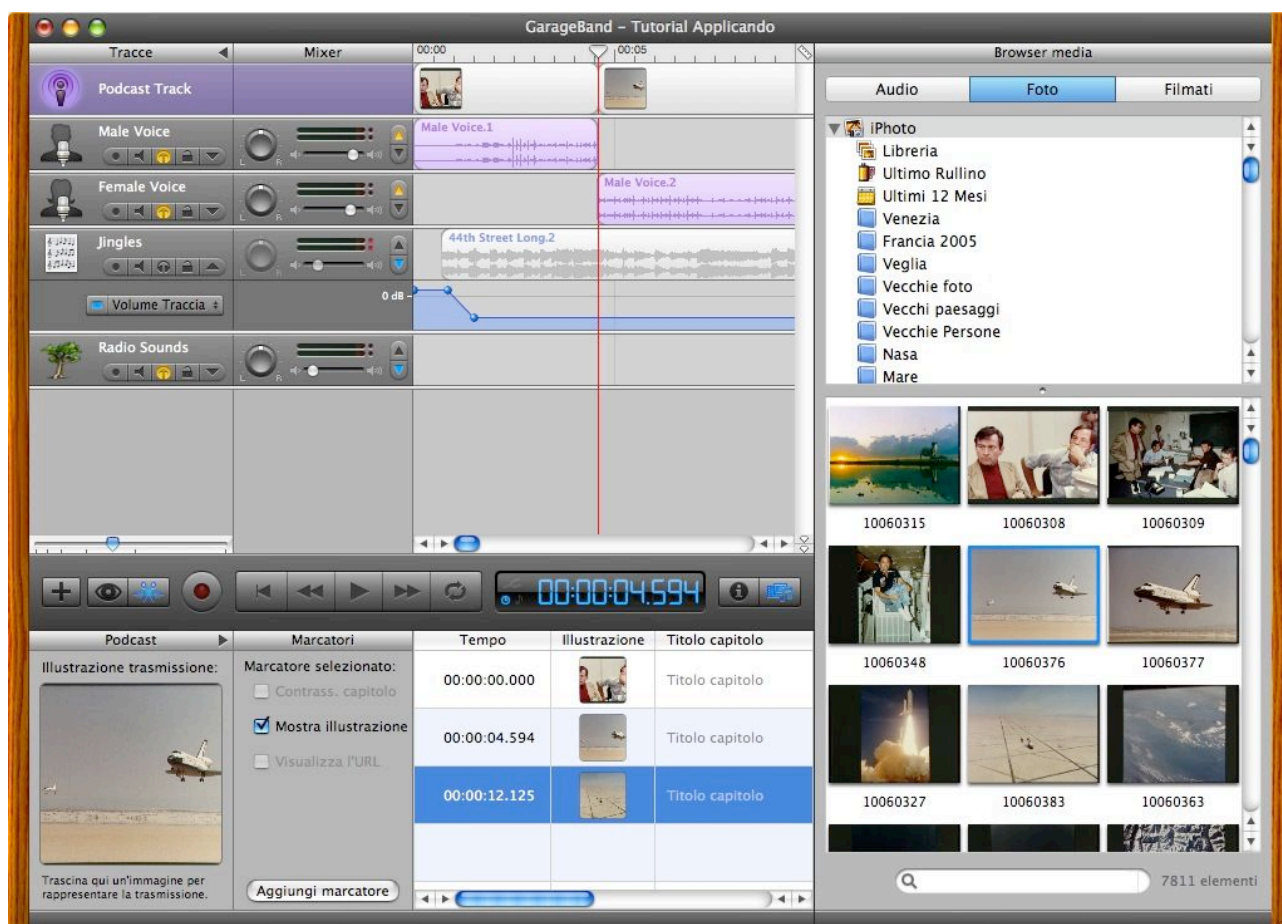 GarageBand – Tutorial Applicando
Tracce
Mixer
00:00
00:05
Podcast Track
Male Voice
L R
Male Voice.1
Female Voice
L R
Male Voice.2
Jingles
L R
44th Street Long.2
Volume Traccia
0 dB
Radio Sounds
L R
00:00:04.594
Podcast
Marcatori
Tempo
Illustrazione
Titolo capitolo
Illustrazione trasmissione:
Trascina qui un'immagine per
rappresentare la trasmissione.
Marcatore selezionato:
Contrass. capitolo
Mostra illustrazione
Visualizza l'URL
Aggiungi marcatore
00:00:00.000
Titolo capitolo
00:00:04.594
Titolo capitolo
00:00:12.125
Titolo capitolo
Browser media
Audio
Foto
Filmati
iPhoto
Libreria
Ultimo Rullino
Ultimi 12 Mesi
Venezia
Francia 2005
Veglia
Vecchie foto
Vecchi paesaggi
Vecchie Persone
Nasa
Mare
10060315
10060308
10060309
10060348
10060376
10060377
10060327
10060383
10060363
7811 elementi